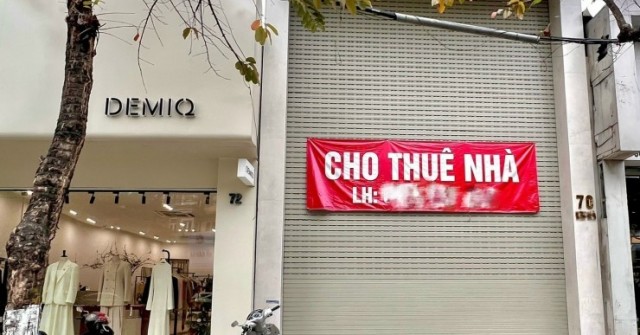 DEMIQ
72
CHO THUÊ NHÀ
LH:
70